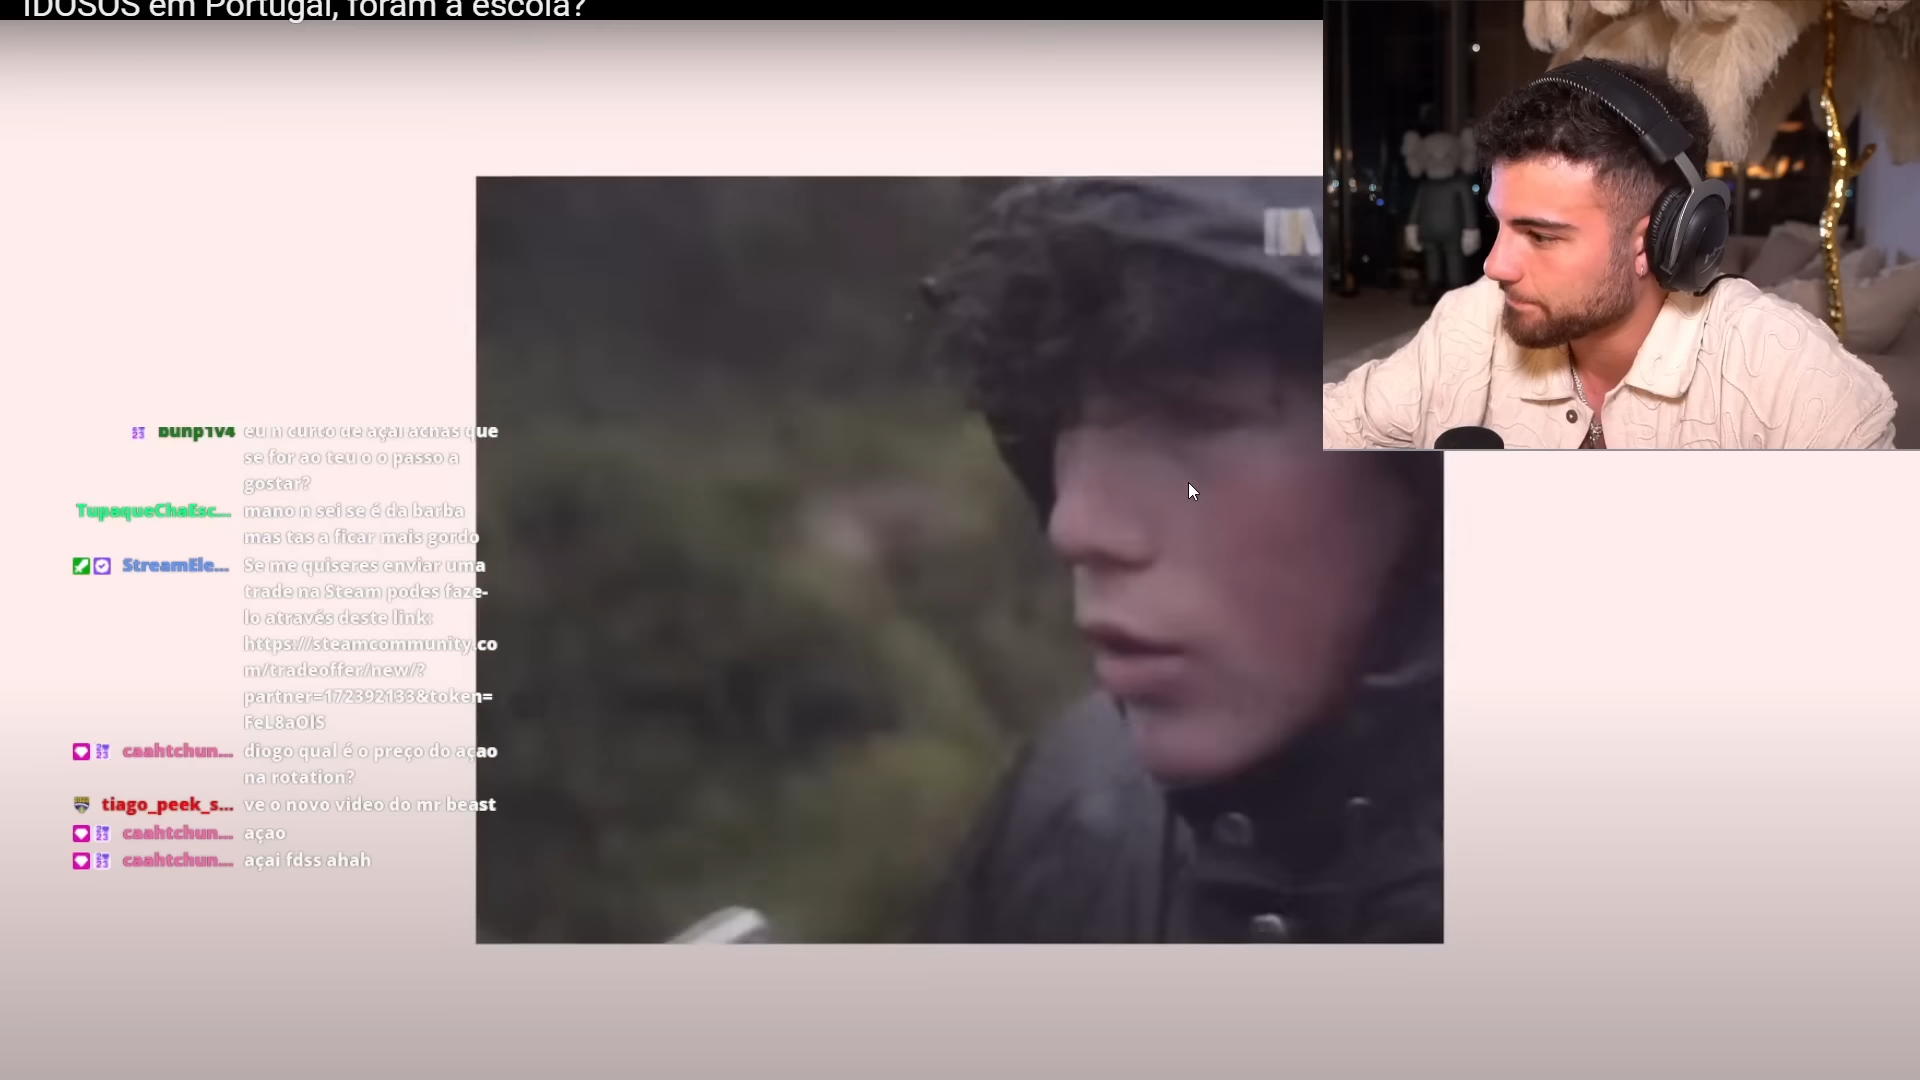 IDOSOS em Portugal, foram à escola?
bunp1v4 eu n curto de açai achas que
se for ao teu o o passo a
gostar?
TupaqueChaEsc... mano n sei se é da barba
mas tas a ficar mais gordo
StreamEle... Se me quiseres enviar uma
trade na Steam podes faze-
lo através deste link:
https://steamcommunity.co
m/tradeoffer/new/?
partner=172392133&token=
FeL8aOlS
caahtchun... diogo qual é o preço do açao
na rotation?
tiago_peek_s... ve o novo video do mr beast
caahtchun... açao
caahtchun... açai fdss ahah